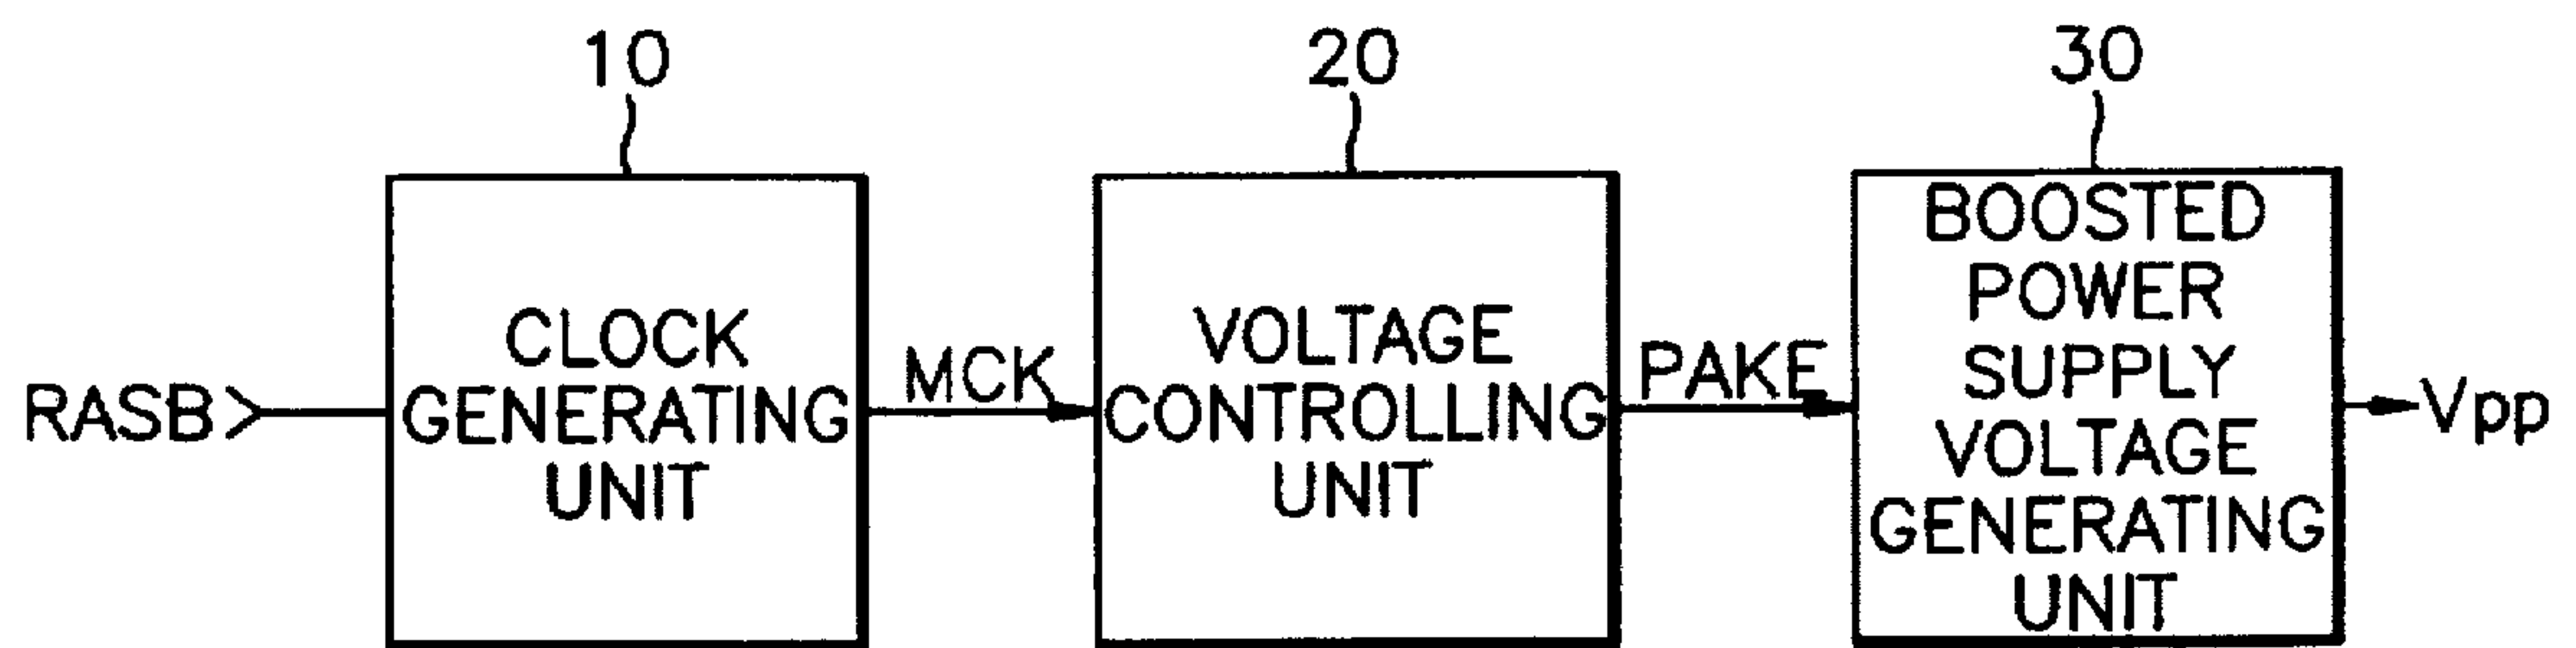 10
20
30
RASB
CLOCK
GENERATING
UNIT
MCK
VOLTAGE
CONTROLLING
UNIT
PAKE
BOOSTED
POWER
SUPPLY
VOLTAGE
GENERATING
UNIT
Vpp